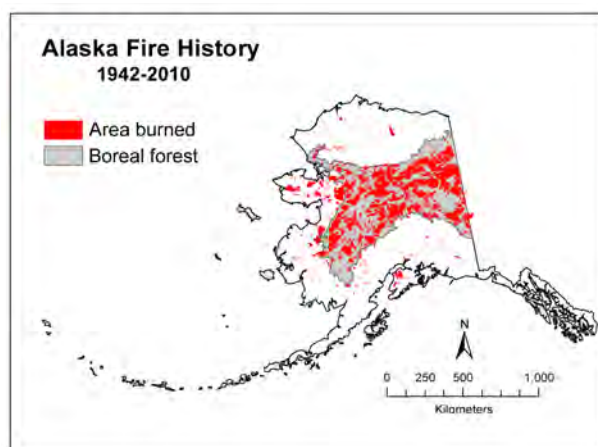 Alaska Fire History
1942-2010
Area burned
Boreal forest
N
0 250 500 1,000
Kilometers